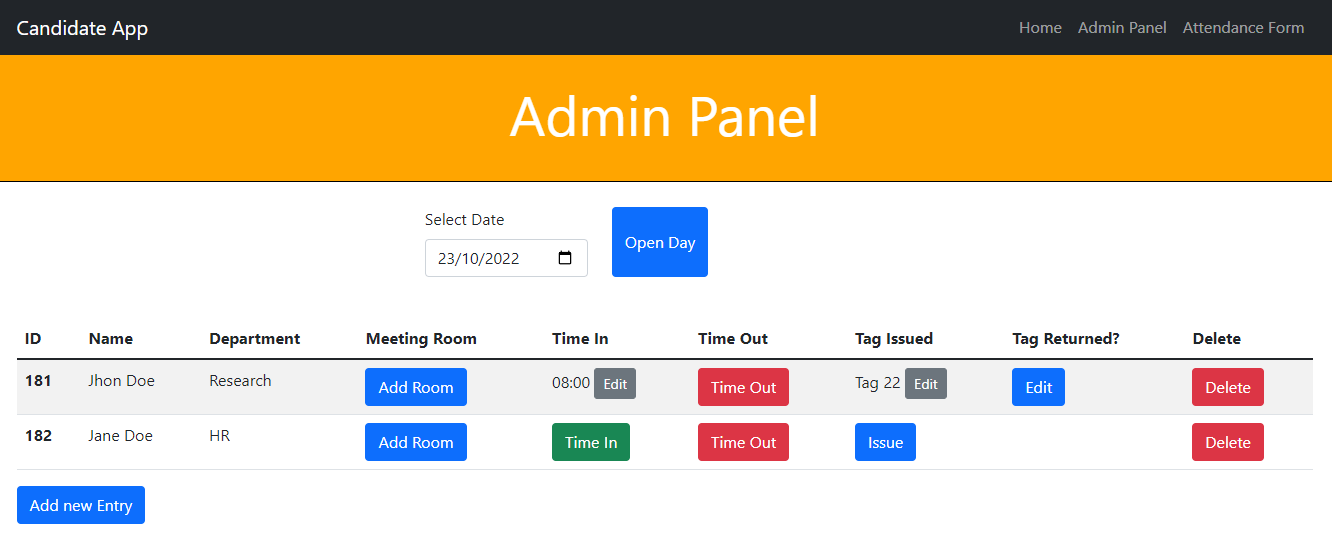 Candidate App Home Admin Panel Attendance Form
Admin Panel
Select Date
23/10/2022
Open Day
ID Name Department Meeting Room Time In Time Out Tag Issued Tag Returned? Delete
181 Jhon Doe Research Add Room 08:00 Edit Time Out Tag 22 Edit Edit Delete
182 Jane Doe HR Add Room Time In Time Out Issue Delete
Add new Entry